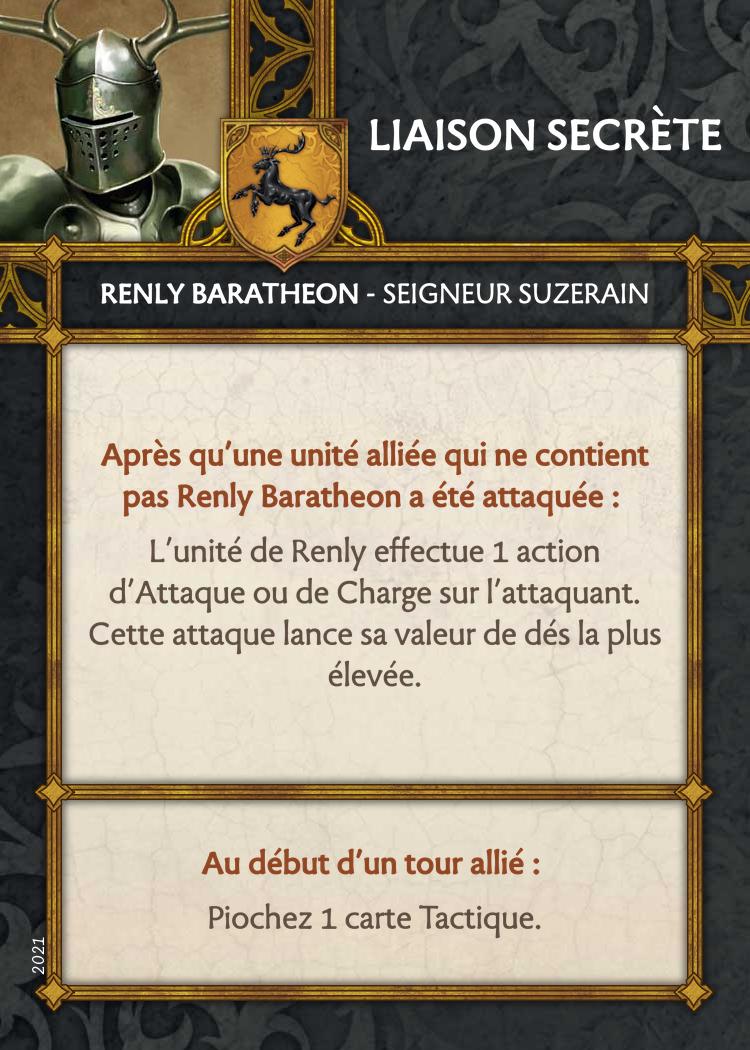 LIAISON SECRÈTE
RENLY BARATHEON - SEIGNEUR SUZERAIN
Après qu'une unité alliée qui ne contient
pas Renly Baratheon a été attaquée :
L'unité de Renly effectue 1 action
d'Attaque ou de Charge sur l'attaquant.
Cette attaque lance sa valeur de dés la plus
élevée.
Au début d'un tour allié :
Piochez 1 carte Tactique.
2021